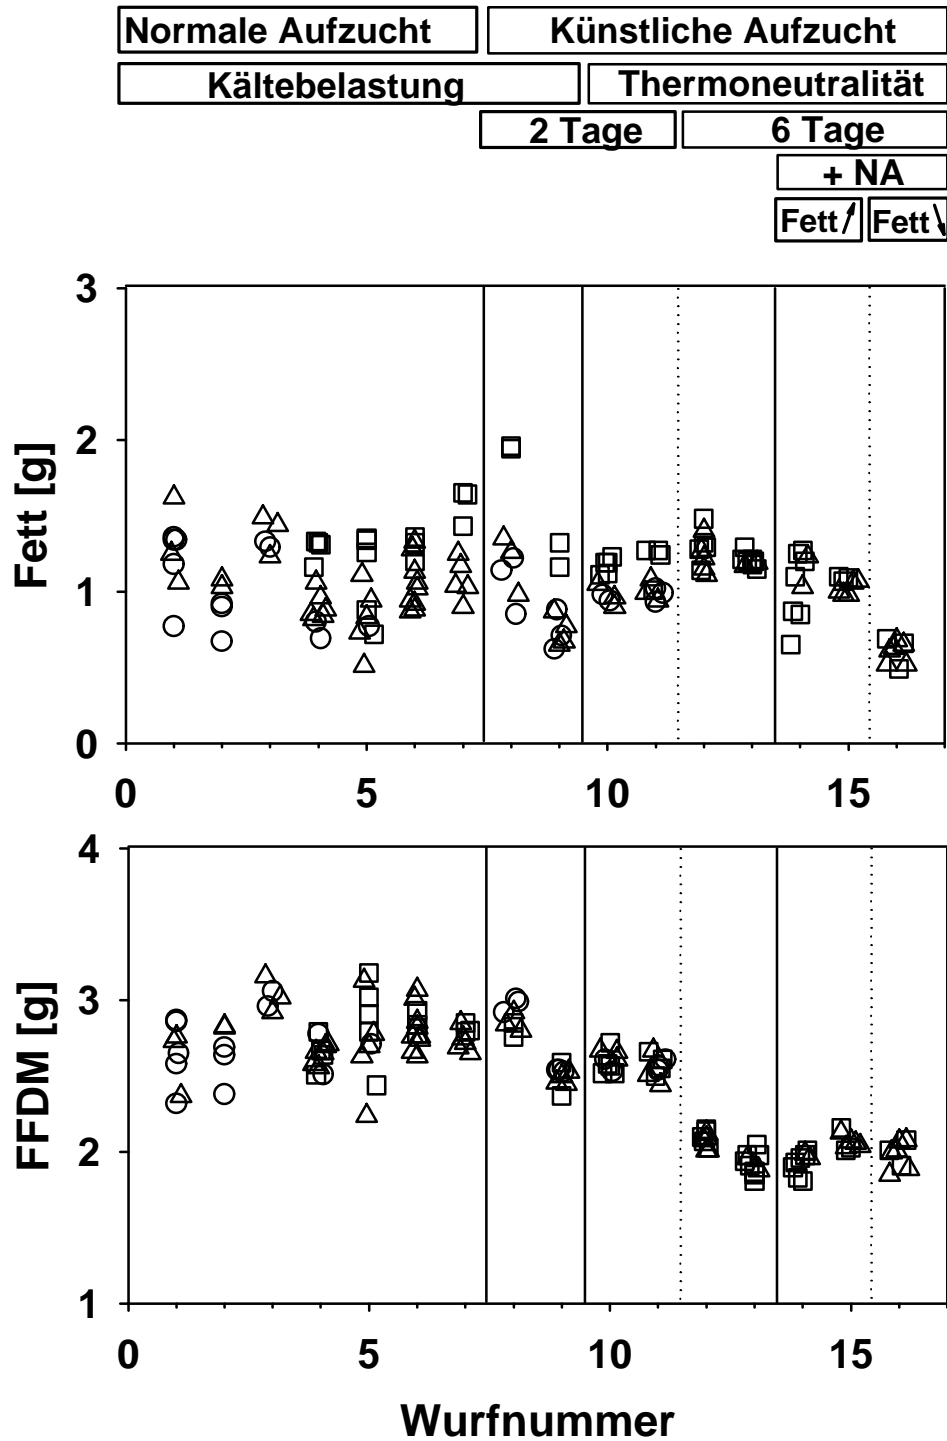 Normale Aufzucht Künstliche Aufzucht
Kältebelastung Thermoneutralität
2 Tage 6 Tage
+ NA
Fett Fett
3
2
1
0
Fett [g]
0 5 10 15
4
3
2
1
FFDM [g]
0 5 10 15
Wurfnummer